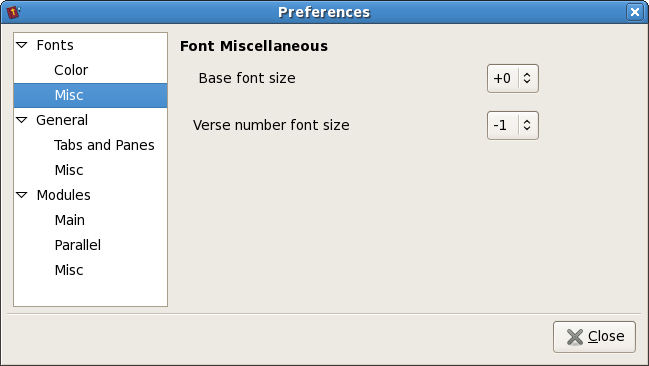 Preferences
Fonts
Color
Misc
General
Tabs and Panes
Misc
Modules
Main
Parallel
Misc
Font Miscellaneous
Base font size +0
Verse number font size -1
Close